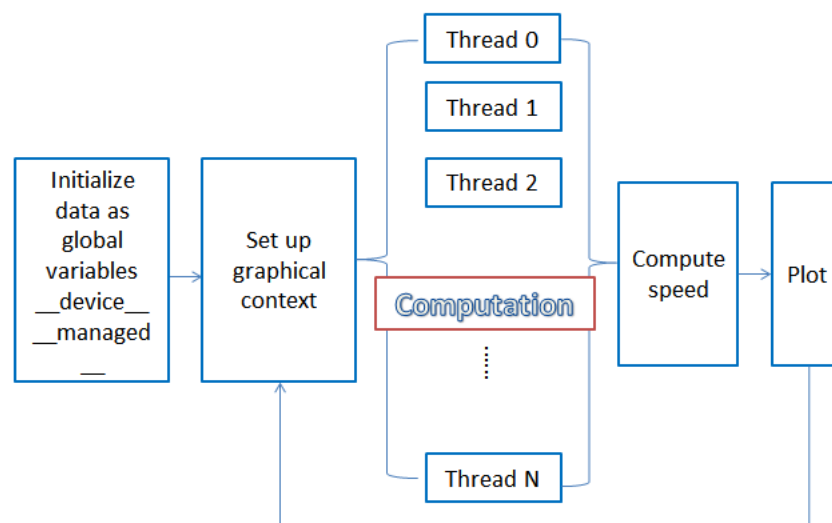 Initialize
data as
global
variables
__device__
__managed
__
Set up
graphical
context
Thread 0
Thread 1
Thread 2
Computation
......
Thread N
Compute
speed
Plot